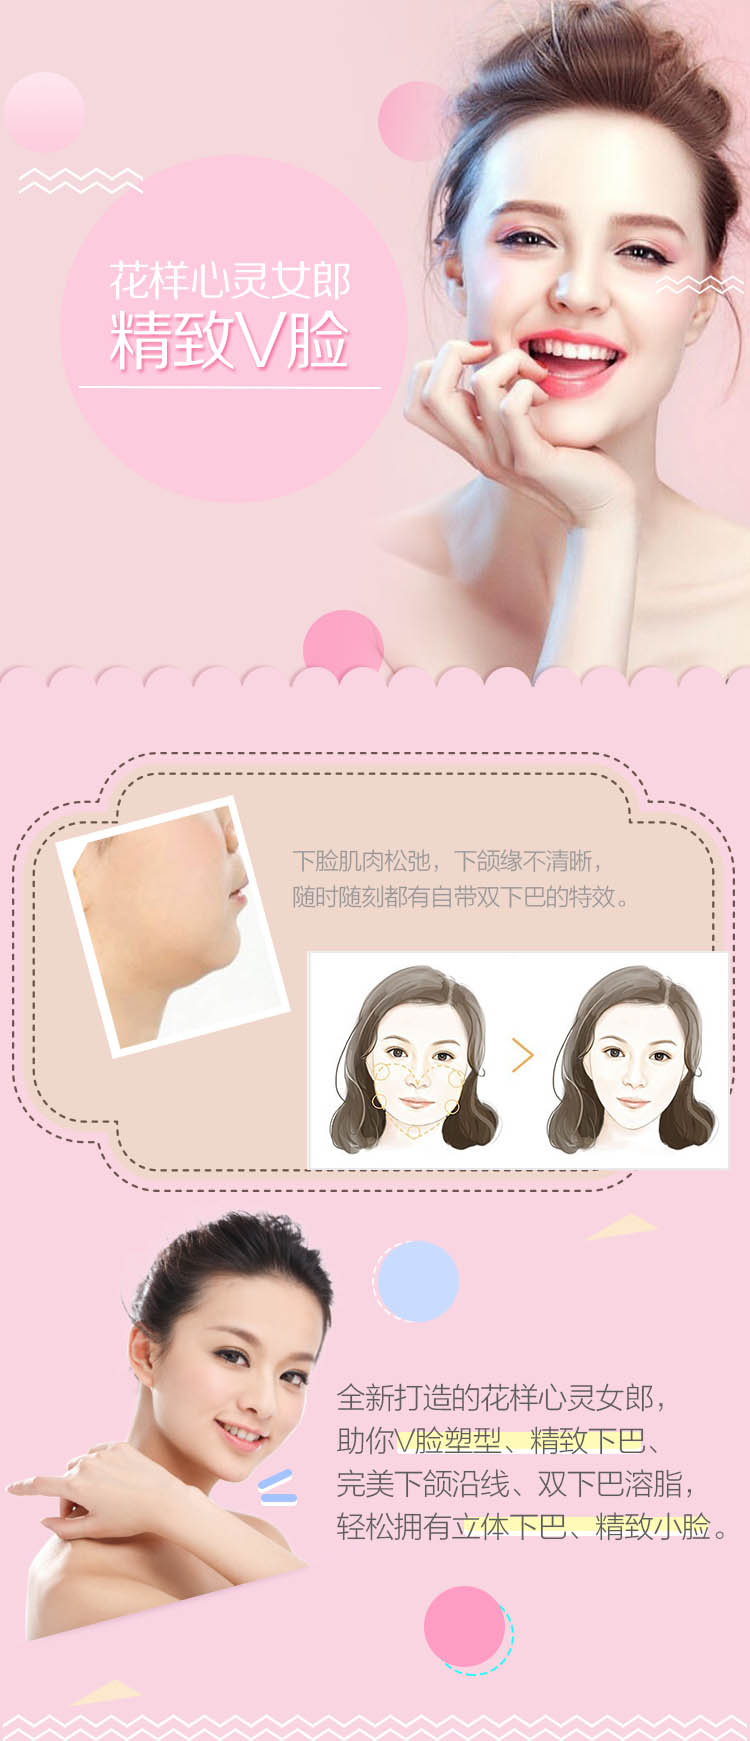 花样心灵女郎
精致V脸
下脸肌肉松弛，下颌缘不清晰，
随时随刻都有自带双下巴的特效。
全新打造的花样心灵女郎，
助你V脸塑型、精致下巴、
完美下颌沿线、双下巴溶脂，
轻松拥有立体下巴、精致小脸。